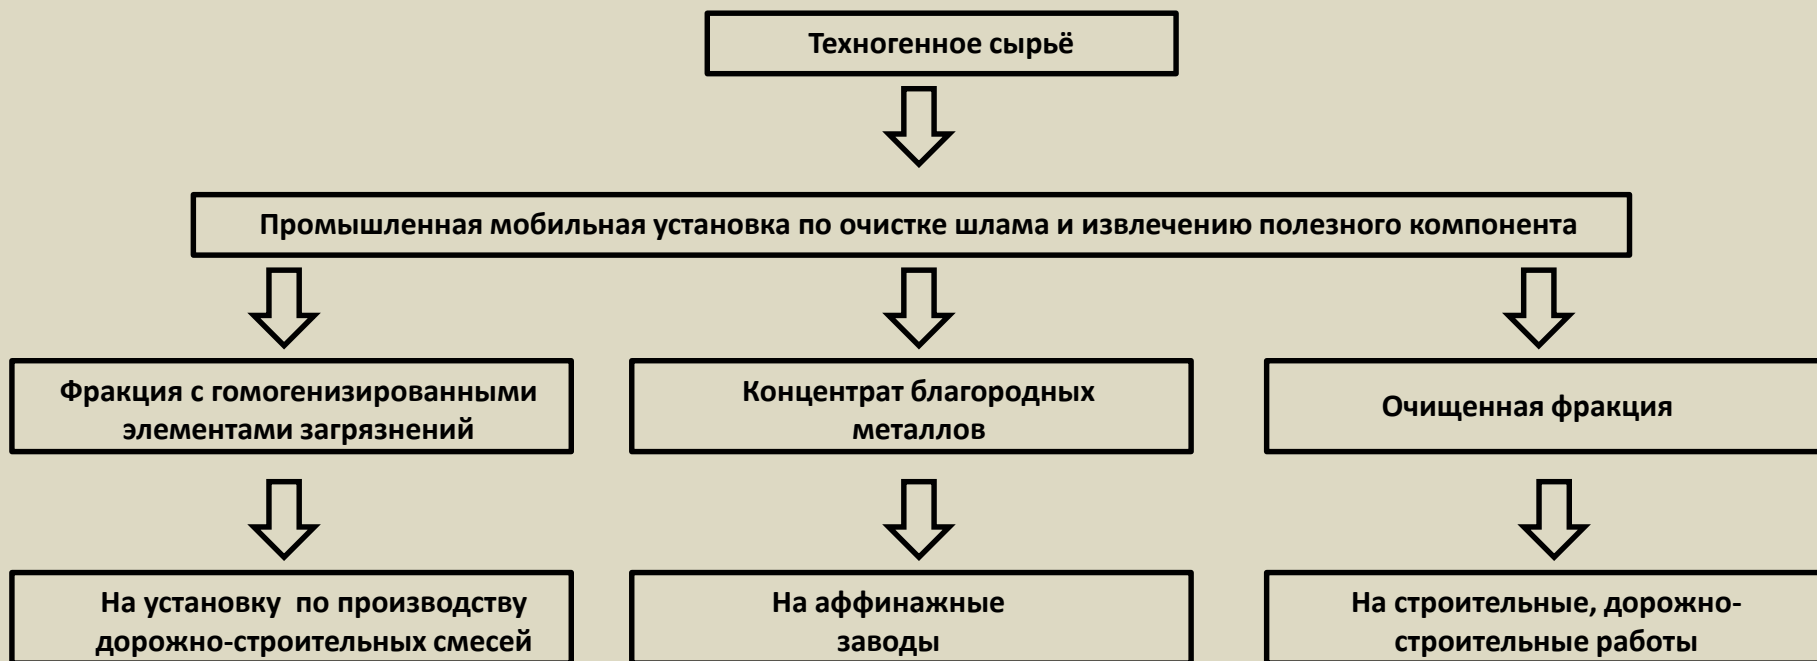 Техногенное сырьё
Промышленная мобильная установка по очистке шлама и извлечению полезного компонента
Фракция с гомогенизированными
элементами загрязнений
Концентрат благородных
металлов
Очищенная фракция
На установку по производству
дорожно-строительных смесей
На аффинажные
заводы
На строительные, дорожно-
строительные работы